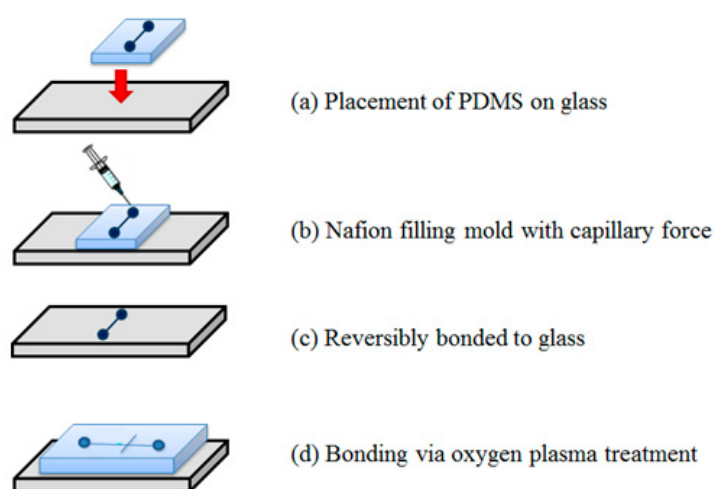 (a) Placement of PDMS on glass
(b) Nafion filling mold with capillary force
(c) Reversibly bonded to glass
(d) Bonding via oxygen plasma treatment